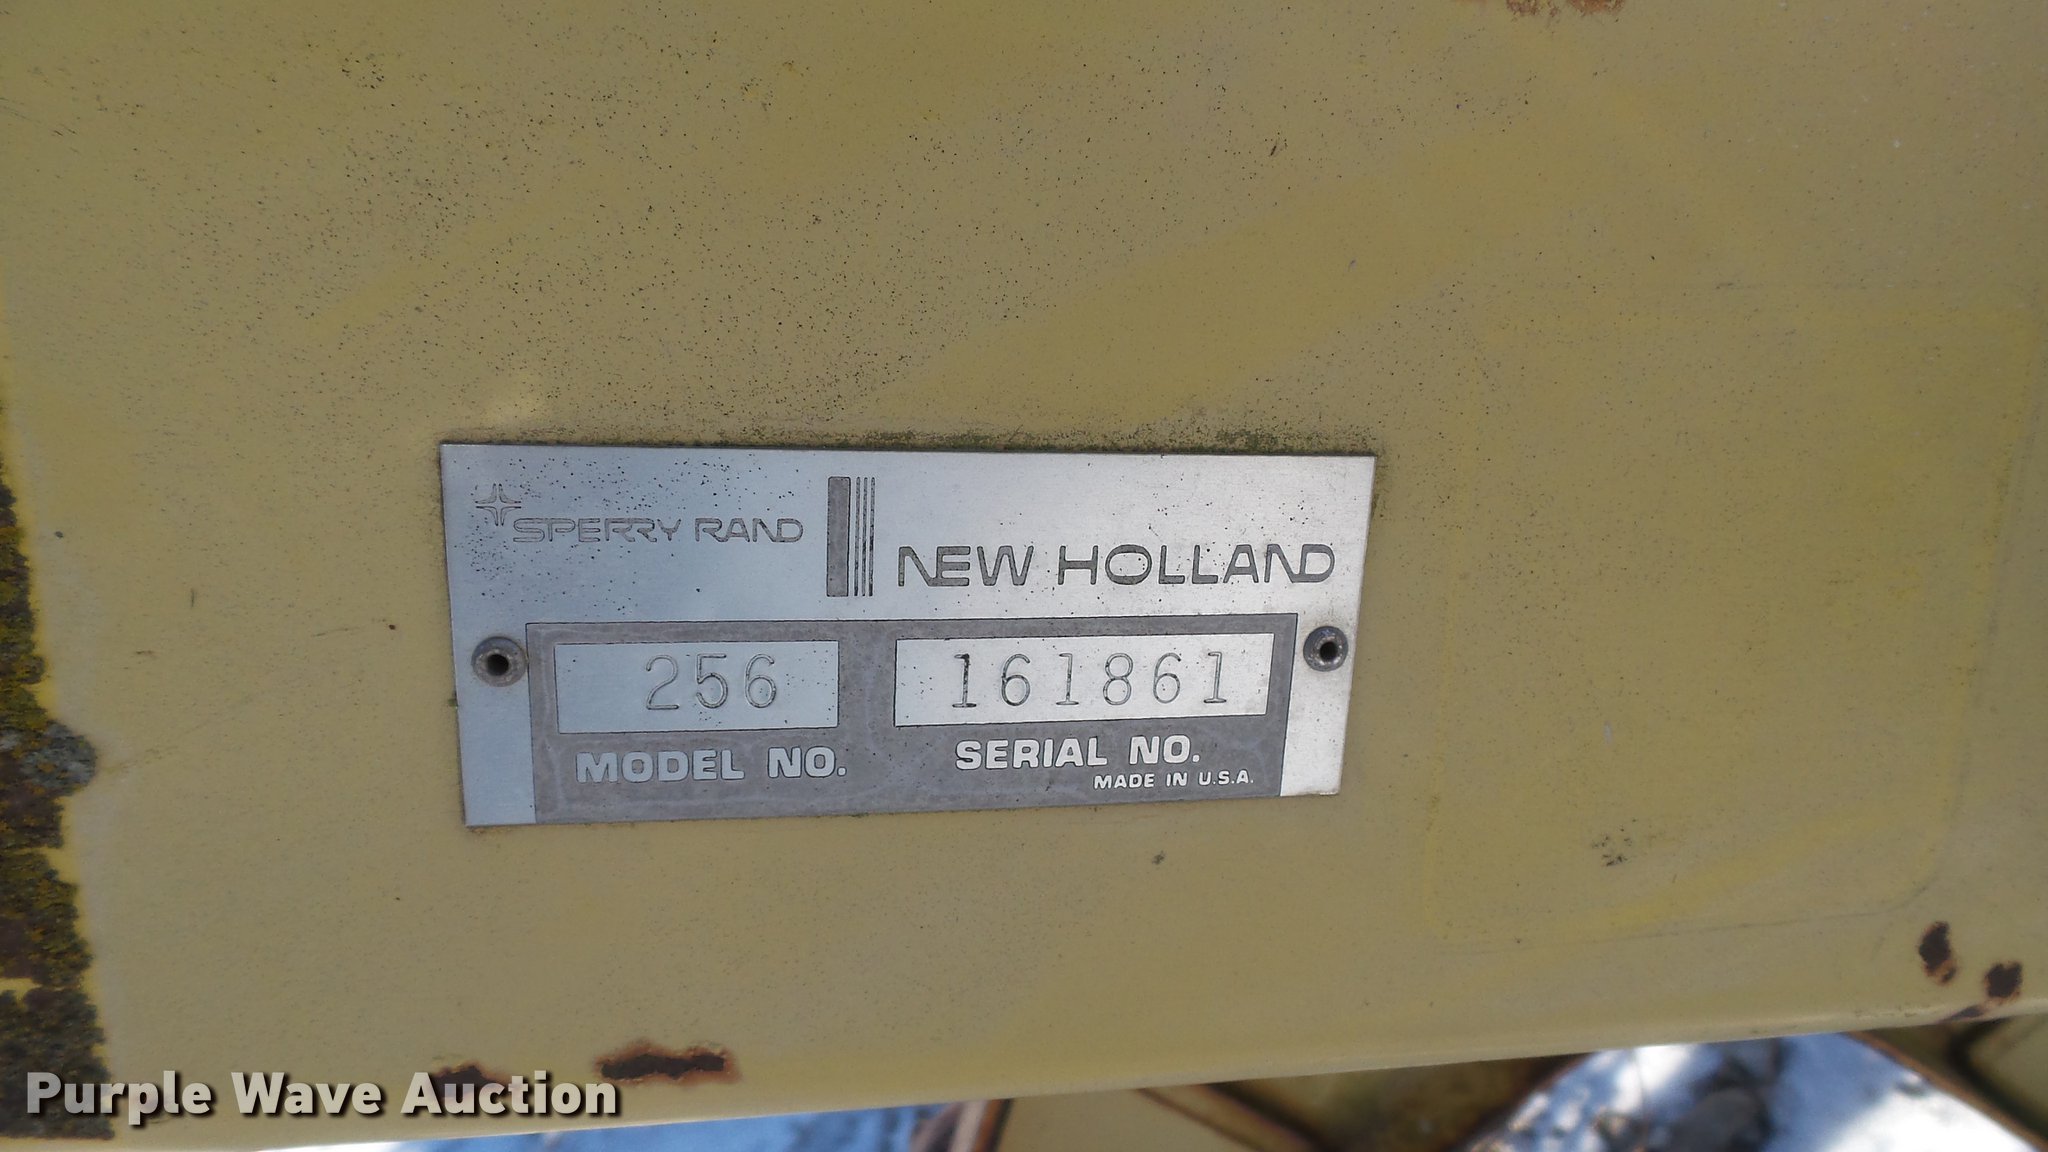 SPERRY RAND
NEW HOLLAND
256
161861
MODEL NO.
SERIAL NO.
MADE IN U.S.A.
Purple Wave Auction